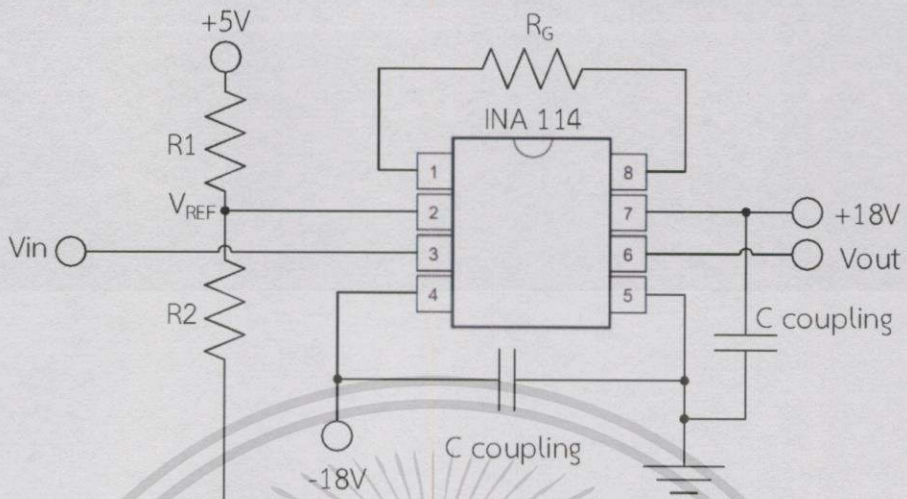 +5V
R_G
INA 114
R1
1
8
V_REF
2
7
+18V
Vin
3
6
Vout
R2
4
5
C coupling
C coupling
-18V